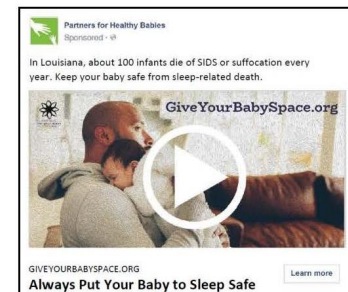 Partners for Healthy Babies
Sponsored ·
In Louisiana, about 100 infants die of SIDS or suffocation every
year. Keep your baby safe from sleep-related death.
GiveYourBabySpace.org
GIVEYOURBABYSPACE.ORG
Learn more
Always Put Your Baby to Sleep Safe